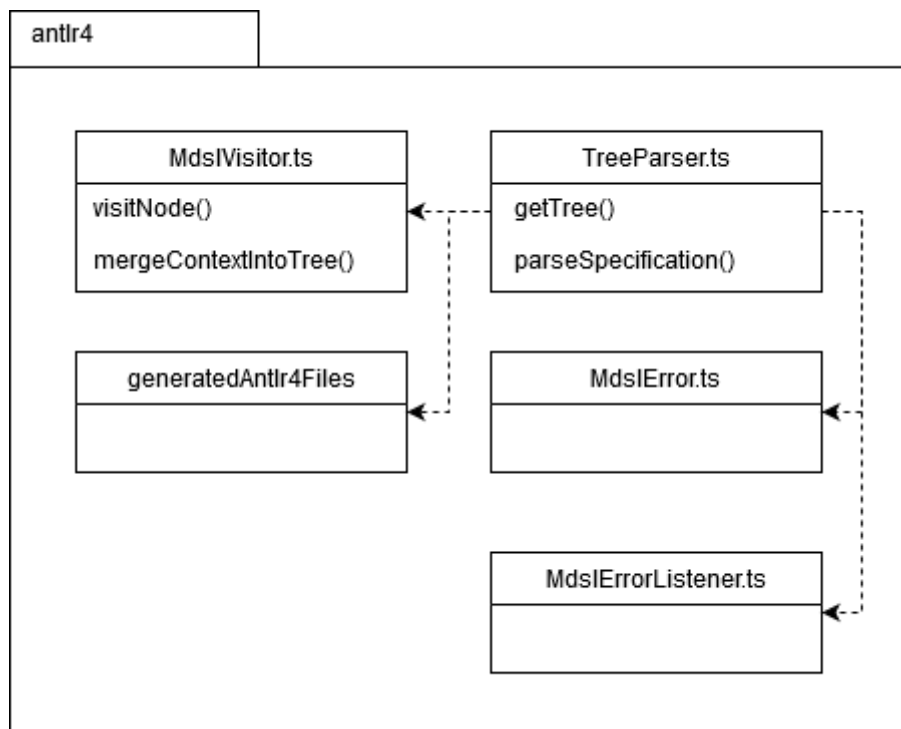 antlr4
MdslVisitor.ts
TreeParser.ts
visitNode()
getTree()
mergeContextIntoTree()
parseSpecification()
generatedAntlr4Files
MdslError.ts
MdslErrorListener.ts